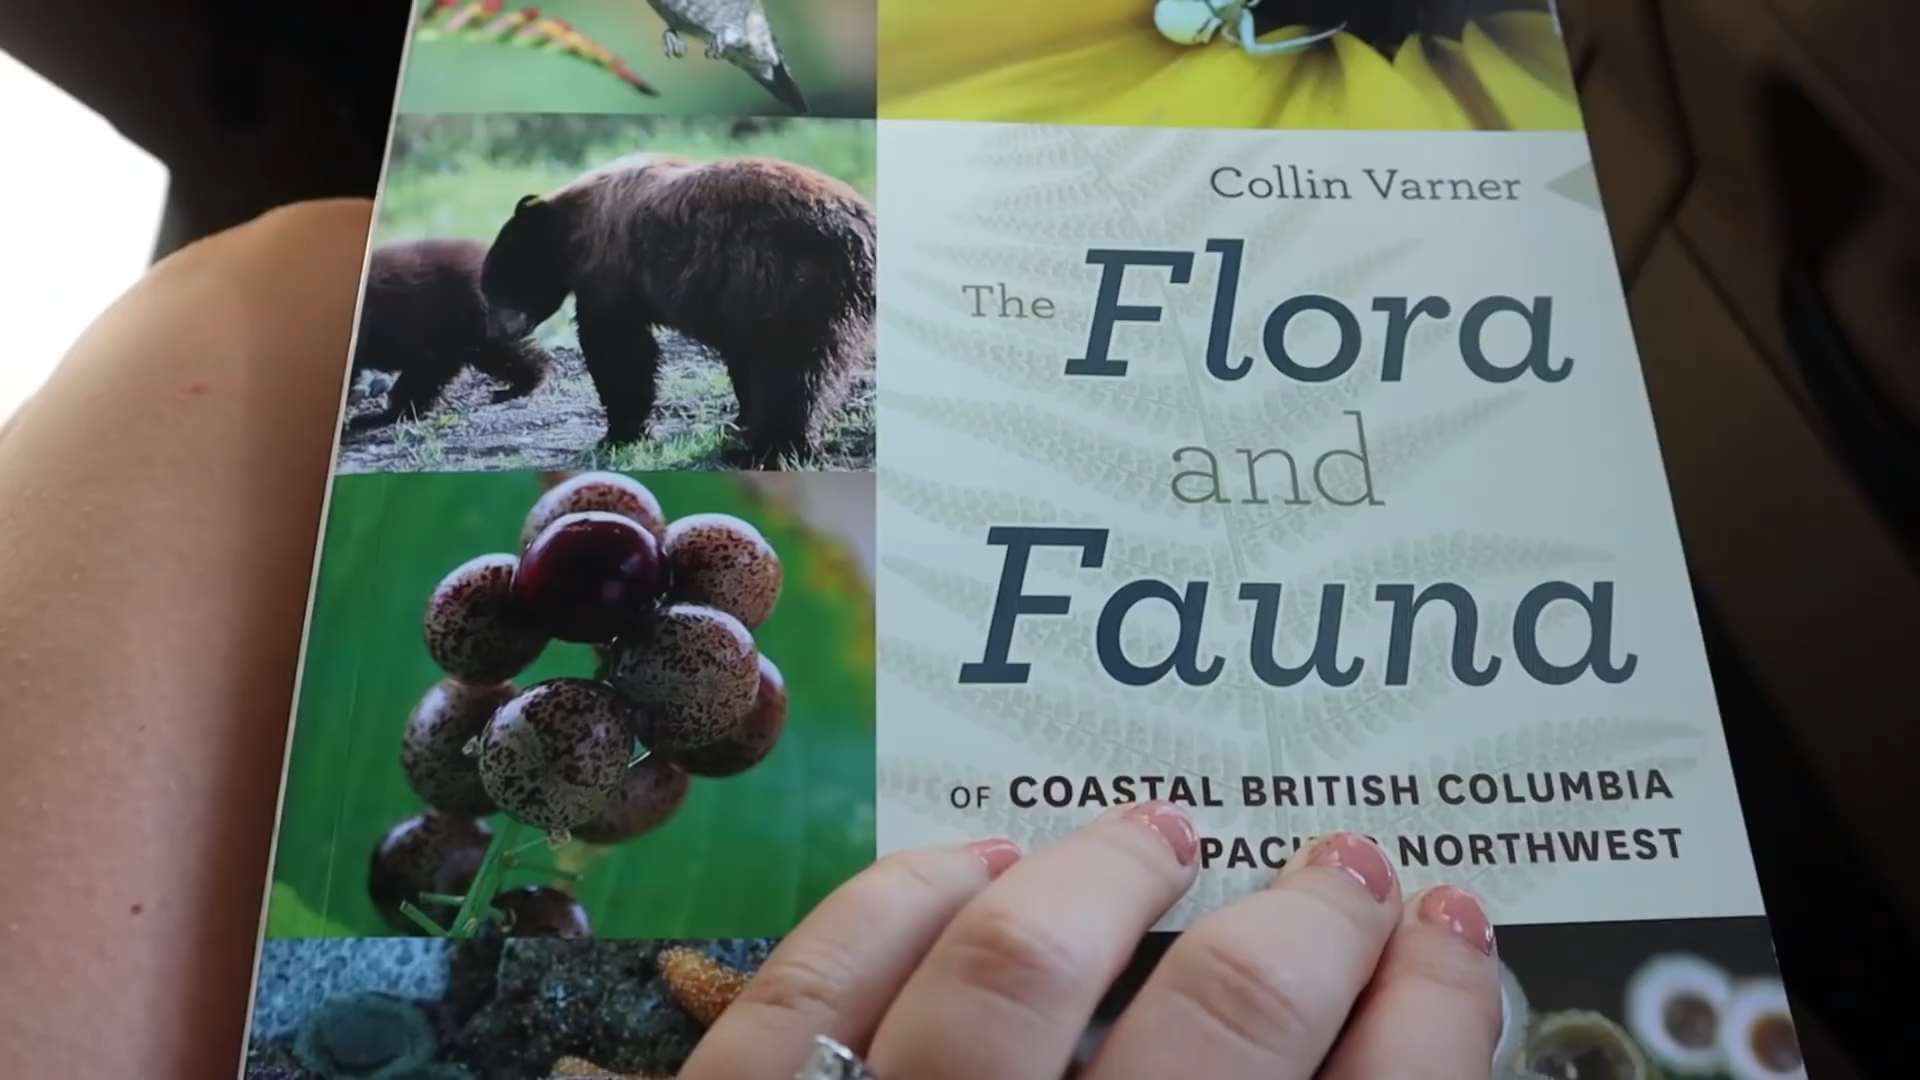 Collin Varner
The Flora
and
Fauna
OF COASTAL BRITISH COLUMBIA
NORTHWEST